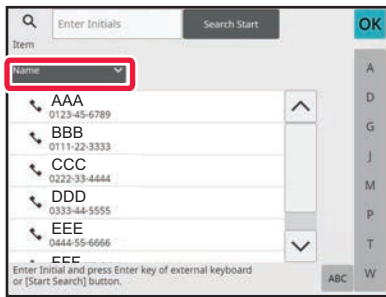 Enter Initials
Search Start
OK
Item
Name
A
D
G
J
M
P
T
W
AAA
0123-45-6789
BBB
0111-22-3333
CCC
0222-33-4444
DDD
0333-44-5555
EEE
0444-55-6666
Enter Initial and press Enter key of external keyboard
or [Start Search] button.
ABC